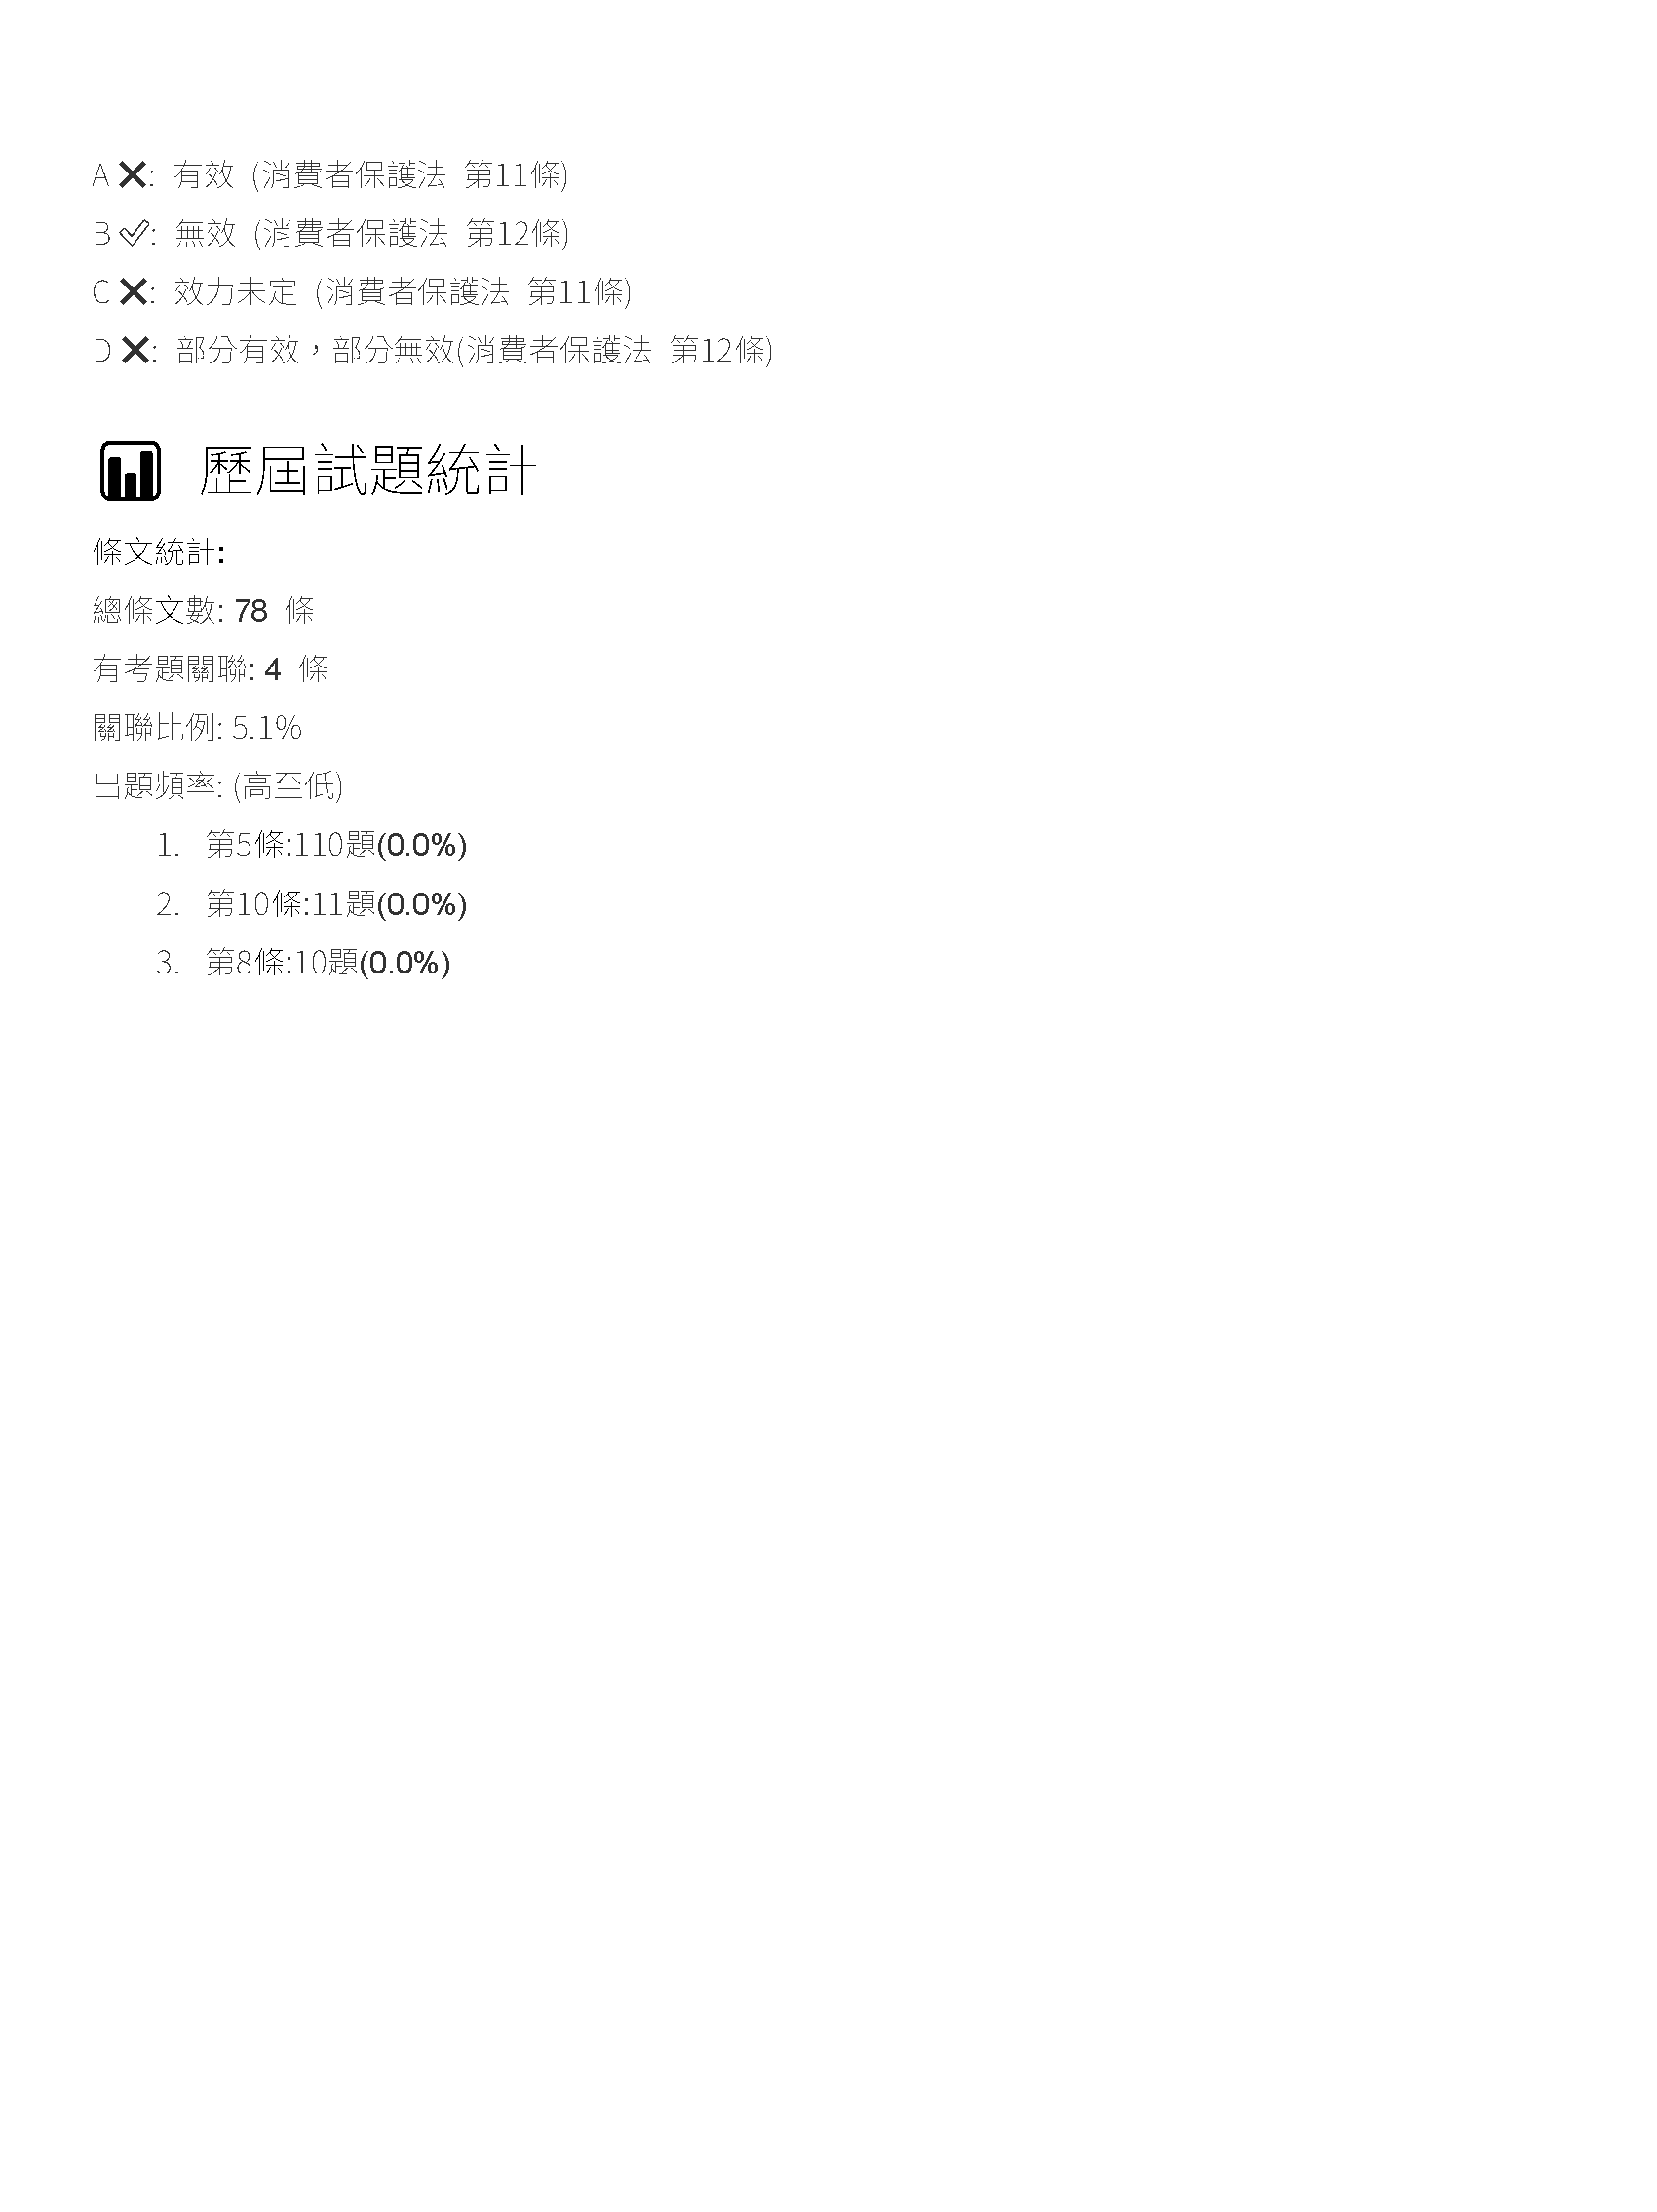 A ❌: 有效 (消費者保護法 第11條)
B ✅: 無效 (消費者保護法 第12條)
C ❌: 效力未定 (消費者保護法 第11條)
D ❌: 部分有效，部分無效(消費者保護法 第12條)
📊 歷屆試題統計
條文統計:
總條文數: 78 條
有考題關聯: 4 條
關聯比例: 5.1%
出題頻率: (高至低)
1. 第5條:110題(0.0%)
2. 第10條:11題(0.0%)
3. 第8條:10題(0.0%)